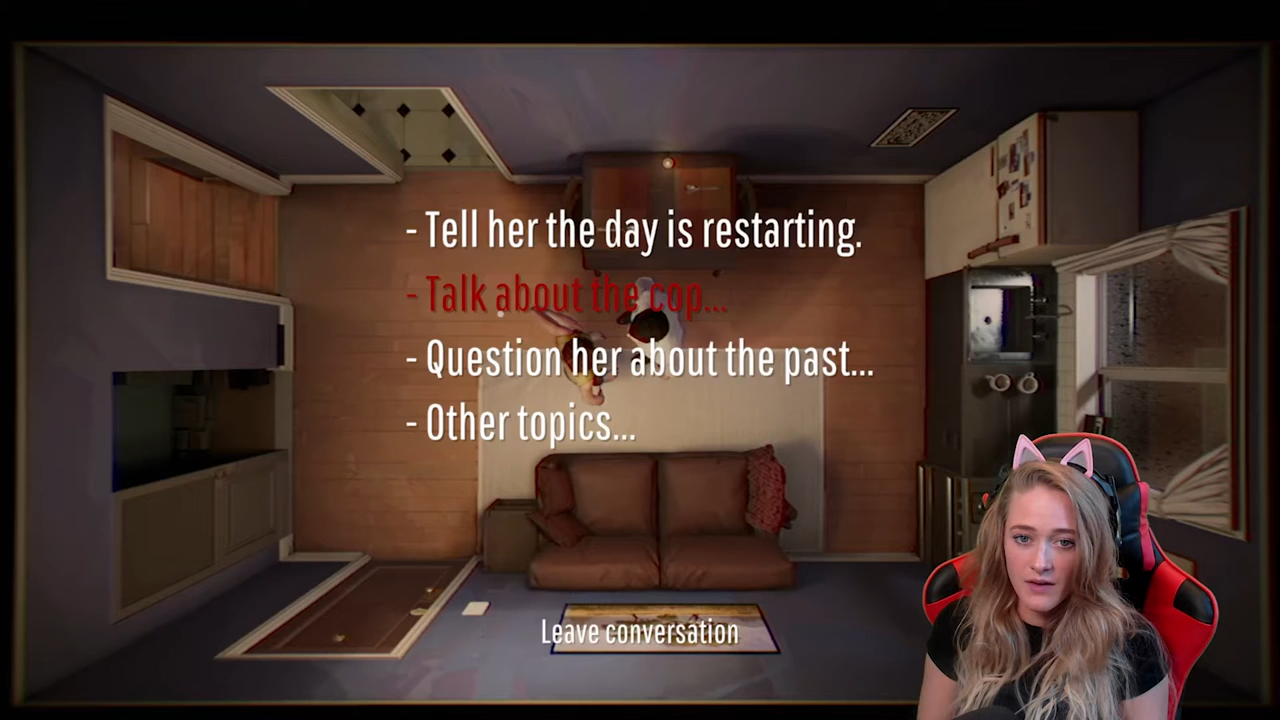 - Tell her the day is restarting.
- Talk about the cop...
- Question her about the past...
- Other topics...
Leave conversation